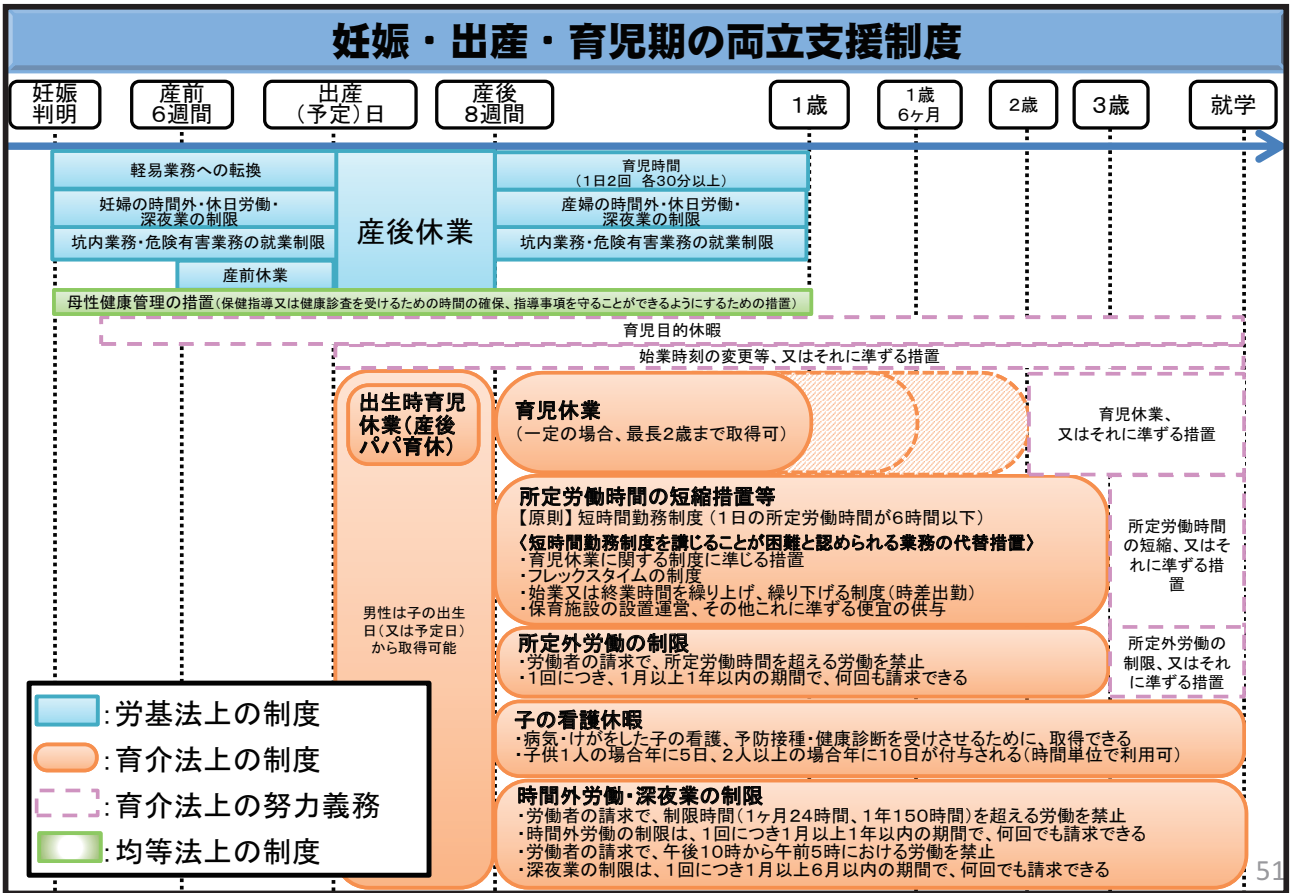 妊娠・出産・育児期の両立支援制度
妊娠
判明
産前
6週間
出産
(予定)日
産後
8週間
1歳
1歳
6ヶ月
2歳
3歳
就学
軽易業務への転換
妊婦の時間外・休日労働・
深夜業の制限
坑内業務・危険有害業務の就業制限
産前休業
産後休業
育児時間
(1日2回 各30分以上)
産婦の時間外・休日労働・
深夜業の制限
坑内業務・危険有害業務の就業制限
母性健康管理の措置(保健指導又は健康診査を受けるための時間の確保、指導事項を守ることができるようにするための措置)
育児目的休暇
始業時刻の変更等、又はそれに準ずる措置
出生時育児
休業(産後
パパ育休)
男性は子の出生
日(又は予定日)
から取得可能
育児休業
(一定の場合、最長2歳まで取得可)
育児休業、
又はそれに準ずる措置
所定労働時間の短縮措置等
【原則】短時間勤務制度(1日の所定労働時間が6時間以下)
〈短時間勤務制度を講じることが困難と認められる業務の代替措置〉
・育児休業に関する制度に準じる措置
・フレックスタイムの制度
・始業又は終業時間を繰り上げ、繰り下げる制度(時差出勤)
・保育施設の設置運営、その他これに準ずる便宜の供与
所定労働時間
の短縮、又はそ
れに準ずる措
置
所定外労働の制限
・労働者の請求で、所定労働時間を超える労働を禁止
・1回につき、1月以上1年以内の期間で、何回も請求できる
所定外労働の
制限、又はそれ
に準ずる措置
子の看護休暇
・病気・けがをした子の看護、予防接種・健康診断を受けさせるために、取得できる
・子供1人の場合年に5日、2人以上の場合年に10日が付与される(時間単位で利用可)
時間外労働・深夜業の制限
・労働者の請求で、制限時間(1ヶ月24時間、1年150時間)を超える労働を禁止
・時間外労働の制限は、1回につき1月以上1年以内の期間で、何回でも請求できる
・労働者の請求で、午後10時から午前5時における労働を禁止
・深夜業の制限は、1回につき1月以上6月以内の期間で、何回でも請求できる
:労基法上の制度
:育介法上の制度
:育介法上の努力義務
:均等法上の制度
51